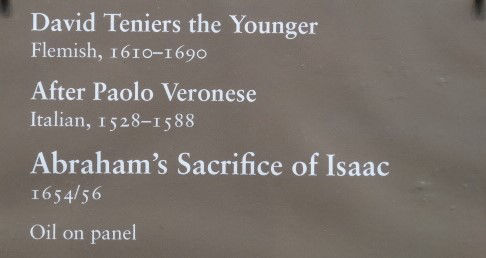 David Teniers the Younger
Flemish, 1610–1690
After Paolo Veronese
Italian, 1528–1588
Abraham's Sacrifice of Isaac
1654/56
Oil on panel